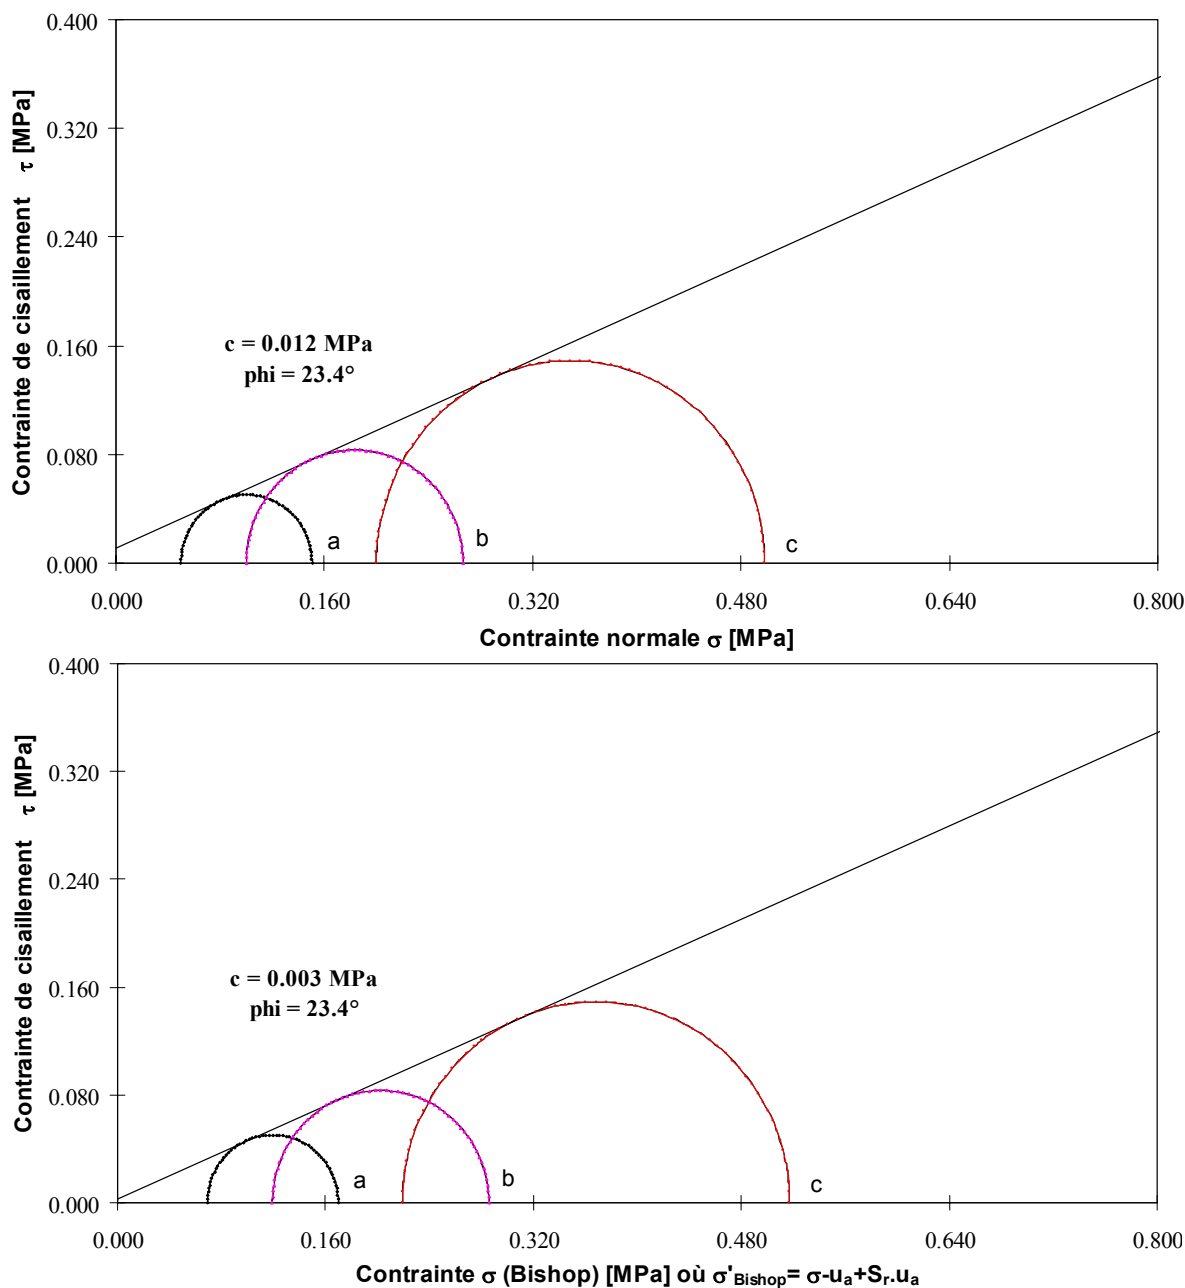 0.400
0.320
0.240
0.160
0.080
0.000
Contrainte de cisaillement τ [MPa]
c = 0.012 MPa
phi = 23.4°
a
b
c
0.000 0.160 0.320 0.480 0.640 0.800
Contrainte normale σ [MPa]
0.400
0.320
0.240
0.160
0.080
0.000
Contrainte de cisaillement τ [MPa]
c = 0.003 MPa
phi = 23.4°
a
b
c
0.000 0.160 0.320 0.480 0.640 0.800
Contrainte σ (Bishop) [MPa] où σ'Bishop= σ-ua+Sr.ua